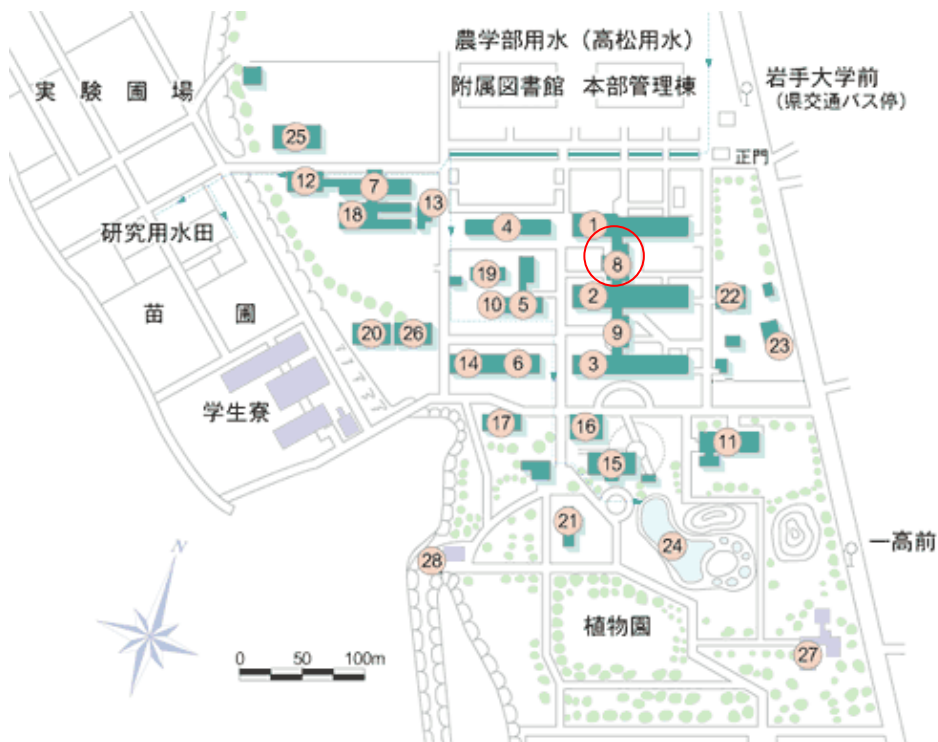 農学部用水（高松用水）
附属図書館
本部管理棟
岩手大学前
（県交通バス停）
実験圃場
正門
25
12
7
13
18
4
1
研究用水田
8
19
10
5
2
22
苗圃
20
26
9
23
14
6
3
学生寮
17
16
11
15
21
24
一高前
28
N
植物園
27
0 50 100m